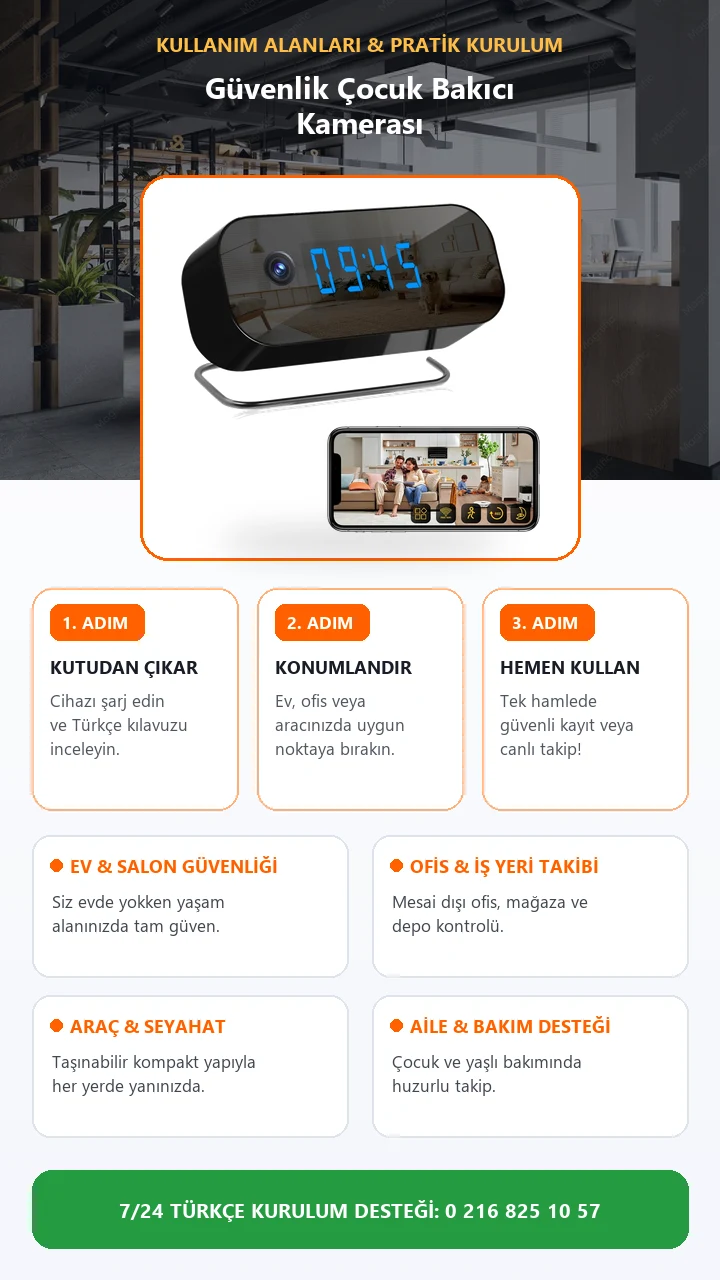 KULLANIM ALANLARI & PRATİK KURULUM
Güvenlik Çocuk Bakıcı
Kamerası
09:45
1. ADIM
KUTUDAN ÇIKAR
Cihazı şarj edin
ve Türkçe kılavuzu
inceleyin.
2. ADIM
KONUMLANDIR
Ev, ofis veya
aracınızda uygun
noktaya bırakın.
3. ADIM
HEMEN KULLAN
Tek hamlede
güvenli kayıt veya
canlı takip!
EV & SALON GÜVENLİĞİ
Siz evde yokken yaşam
alanınızda tam güven.
OFİS & İŞ YERİ TAKİBİ
Mesai dışı ofis, mağaza ve
depo kontrolü.
ARAÇ & SEYAHAT
Taşınabilir kompakt yapıyla
her yerde yanınızda.
AİLE & BAKIM DESTEĞİ
Çocuk ve yaşlı bakımında
huzurlu takip.
7/24 TÜRKÇE KURULUM DESTEĞİ: 0 216 825 10 57